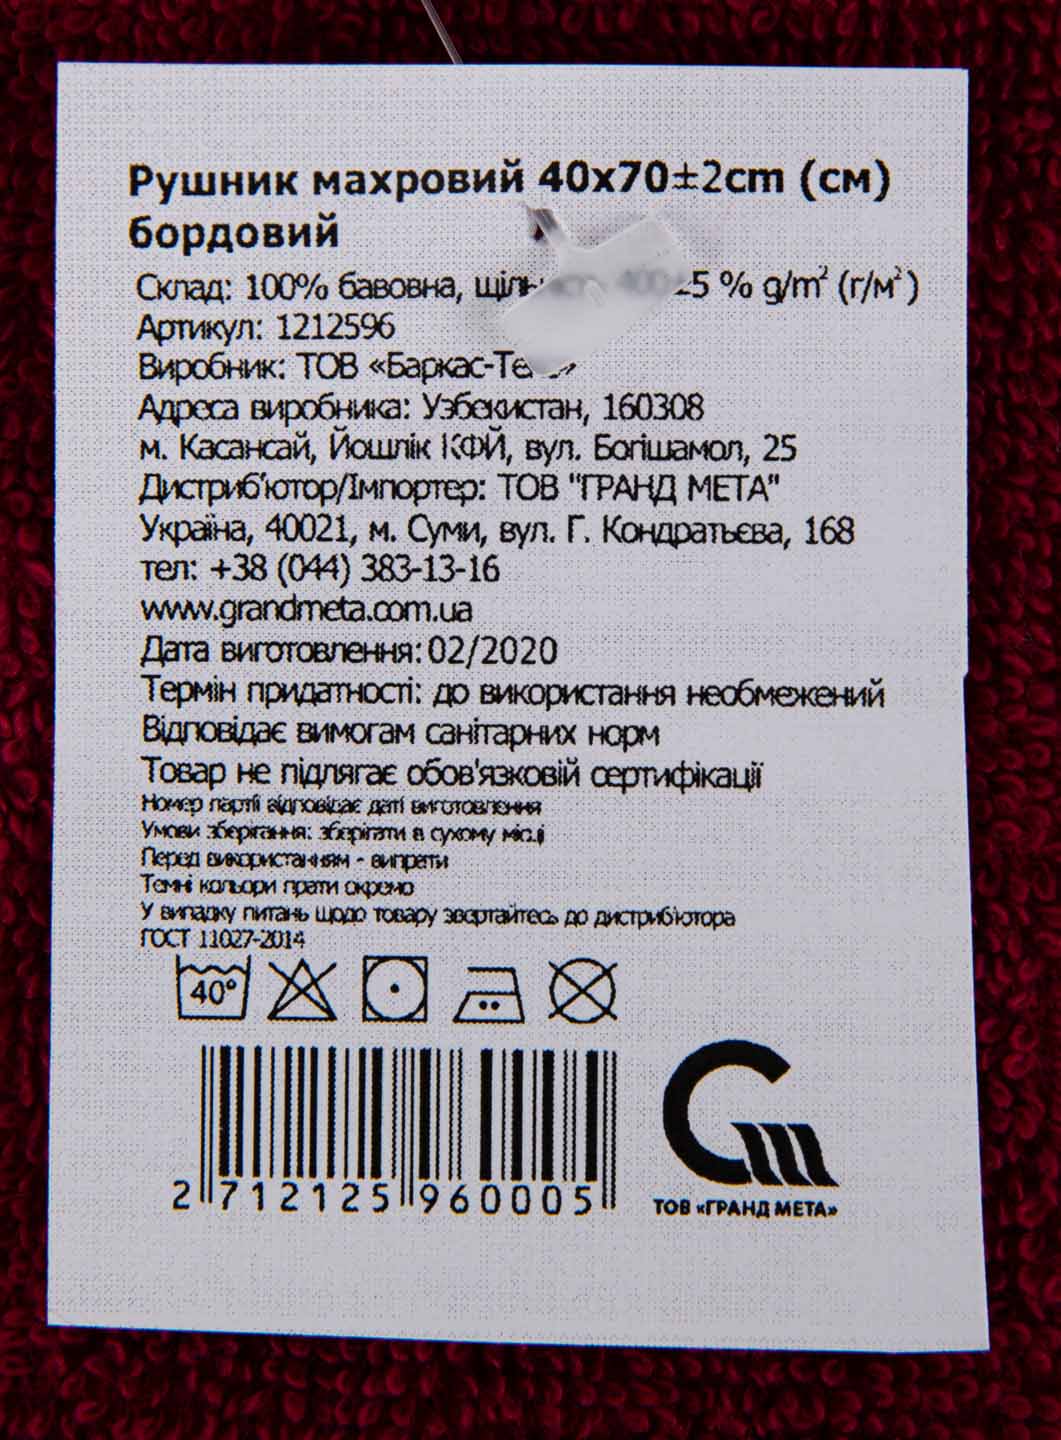 Рушник махровий 40х70±2cm (см)
бордовий
Склад: 100% бавовна, 400±5 % g/m² (г/м²)
Артикул: 1212596
Виробник: ТОВ
Адреса виробника: Узбекистан, 160308
м. Касансай, Йошлік КФЙ, вул. Богішамол, 25
Дистриб'ютор/Імпортер: ТОВ "ГРАНД МЕТА"
Україна, 40021, м. Суми, вул. Г. Кондратьєва, 168
тел: +38 (044) 383-13-16
www.grandmeta.com.ua
Дата виготовлення: 02/2020
Термін придатності: до використання необмежений
Відповідає вимогам санітарних норм
Товар не підлягає обов'язковій сертифікації
Номер партії відповідає даті виготовлення
Умови зберігання: зберігати в сухому місці
Перед використанням - випрати
Темні кольори прати окремо
У випадку питань щодо товару звертайтесь до дистриб'ютора
ГОСТ 11027-2014
40°
2 712125 960005
ТОВ «ГРАНД МЕТА»